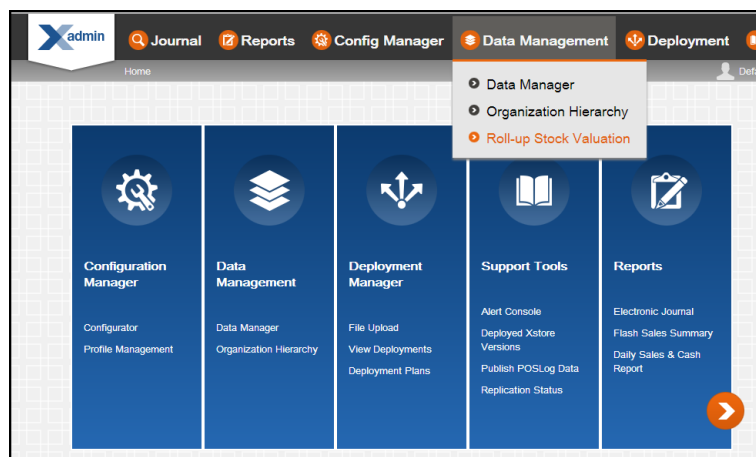 Xadmin Journal Reports Config Manager Data Management Deployment
Home
Data Manager
Organization Hierarchy
Roll-up Stock Valuation
Configuration
Manager
Configurator
Profile Management
Data
Management
Data Manager
Organization Hierarchy
Deployment
Manager
File Upload
View Deployments
Deployment Plans
Support Tools
Alert Console
Deployed Xstore
Versions
Publish POSLog Data
Replication Status
Reports
Electronic Journal
Flash Sales Summary
Daily Sales & Cash
Report